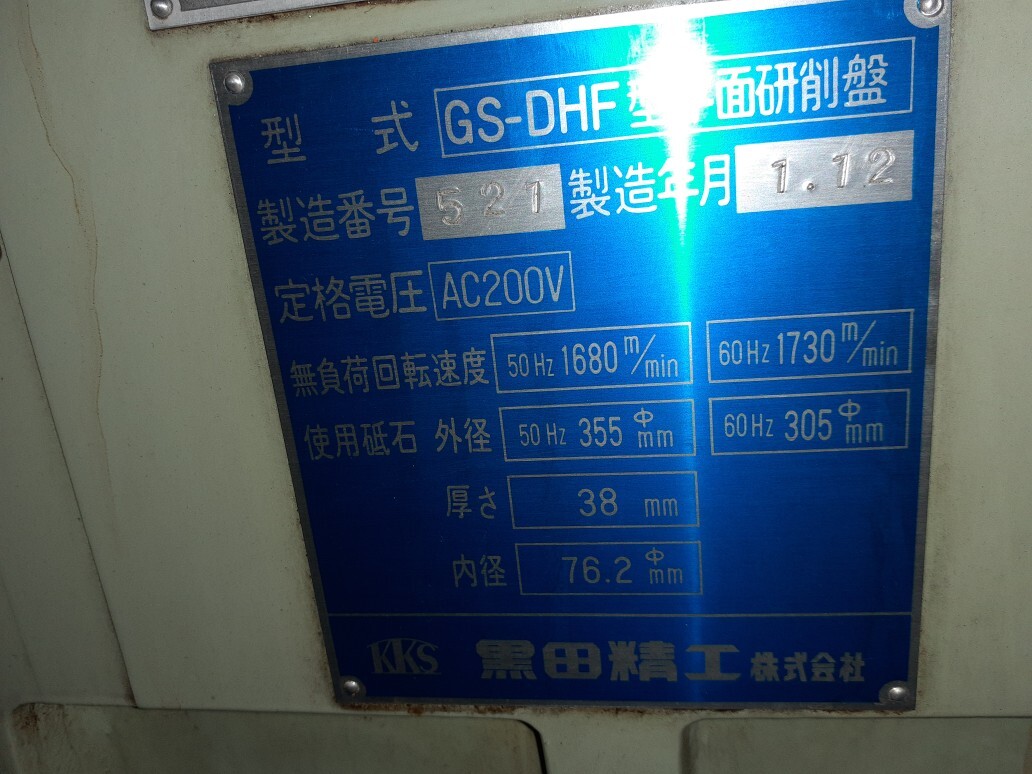 型式 GS-DHF 型 面研削盤
製造番号 521 製造年月 1.12
定格電圧 AC200V
無負荷回転速度 50Hz 1680 m/min 60Hz 1730 m/min
使用砥石 外径 50Hz 355 φmm 60Hz 305 φmm
厚さ 38 mm
内径 76.2 φmm
KKS 黒田精工株式会社